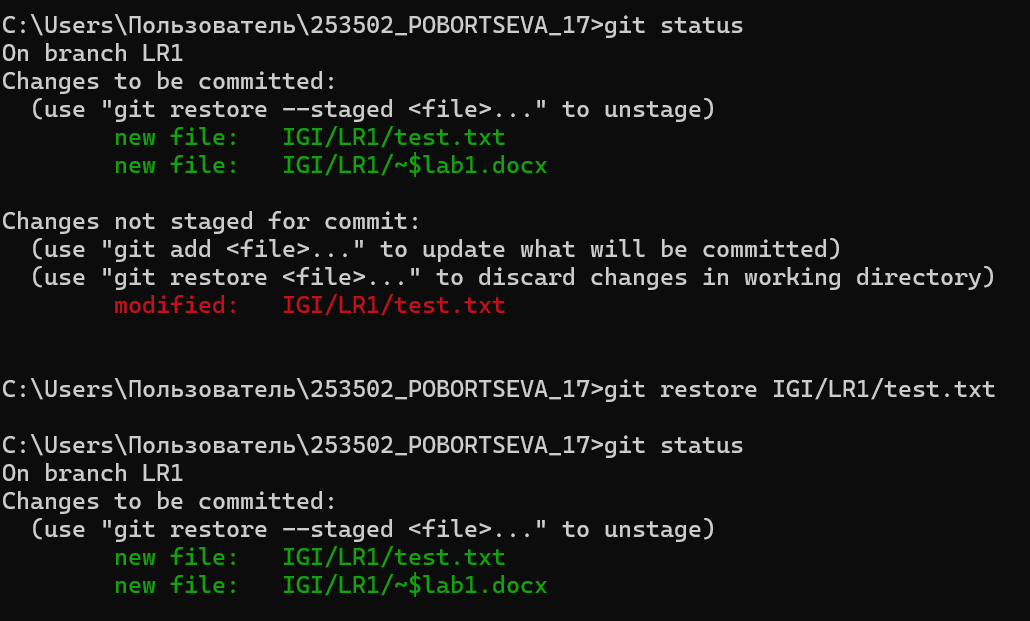 C:\Users\Пользователь\253502_POBORTSEVA_17>git status
On branch LR1
Changes to be committed:
  (use "git restore --staged <file>..." to unstage)
        new file:   IGI/LR1/test.txt
        new file:   IGI/LR1/~$lab1.docx

Changes not staged for commit:
  (use "git add <file>..." to update what will be committed)
  (use "git restore <file>..." to discard changes in working directory)
        modified:   IGI/LR1/test.txt


C:\Users\Пользователь\253502_POBORTSEVA_17>git restore IGI/LR1/test.txt

C:\Users\Пользователь\253502_POBORTSEVA_17>git status
On branch LR1
Changes to be committed:
  (use "git restore --staged <file>..." to unstage)
        new file:   IGI/LR1/test.txt
        new file:   IGI/LR1/~$lab1.docx